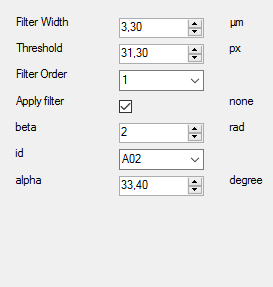 Filter Width 3,30 µm
Threshold 31,30 px
Filter Order 1
Apply filter none
beta 2 rad
id A02
alpha 33,40 degree